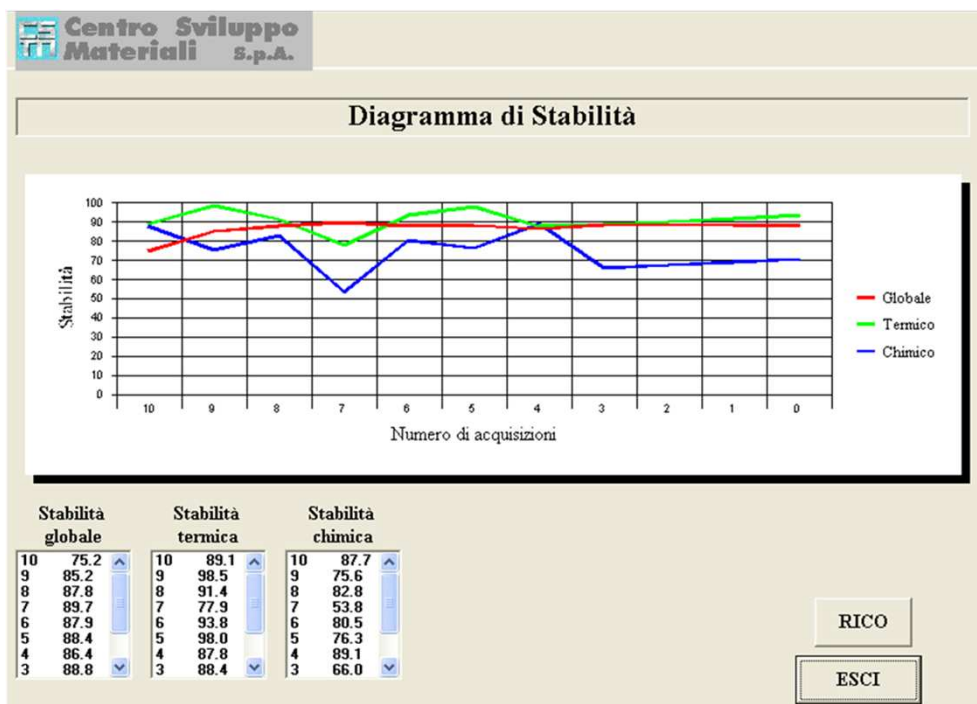 Centro Sviluppo
Materiali S.p.A.
Diagramma di Stabilità
100
90
80
70
60
50
40
30
20
10
0
Stabilità
10 9 8 7 6 5 4 3 2 1 0
Numero di acquisizioni
Globale
Termico
Chimico
Stabilità
globale
10 75.2
9 85.2
8 87.8
7 89.7
6 87.9
5 88.4
4 86.4
3 88.8
Stabilità
termica
10 89.1
9 98.5
8 91.4
7 77.9
6 93.8
5 98.0
4 87.8
3 88.4
Stabilità
chimica
10 87.7
9 75.6
8 82.8
7 53.8
6 80.5
5 76.3
4 89.1
3 66.0
RICO
ESCI